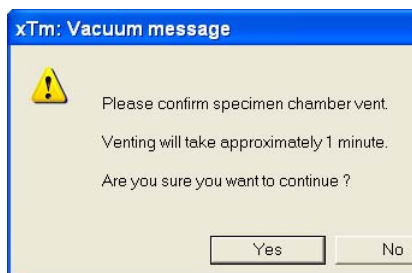 xTm: Vacuum message
Please confirm specimen chamber vent.
Venting will take approximately 1 minute.
Are you sure you want to continue ?
Yes No